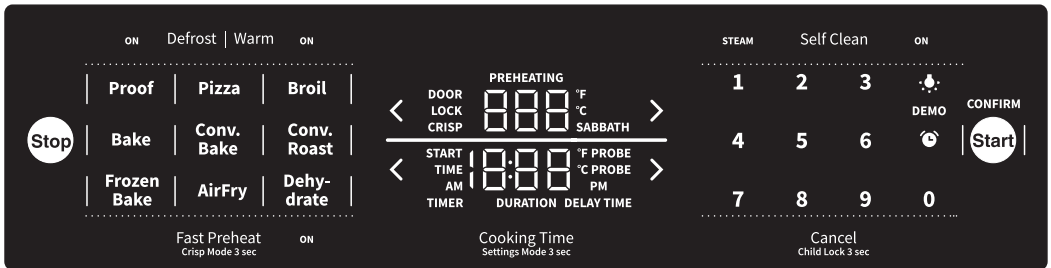 ON Defrost | Warm ON
Proof Pizza Broil
Stop
Bake Conv. Bake Conv. Roast
Frozen Bake AirFry Dehy-drate
Fast Preheat ON
Crisp Mode 3 sec
PREHEATING
DOOR LOCK CRISP
888
°F
°C
SABBATH
START TIME AM TIMER
18:88
°F PROBE
°C PROBE
PM
DURATION DELAY TIME
Cooking Time
Settings Mode 3 sec
STEAM Self Clean ON
1 2 3
DEMO
4 5 6
7 8 9 0
CONFIRM
Start
Cancel
Child Lock 3 sec